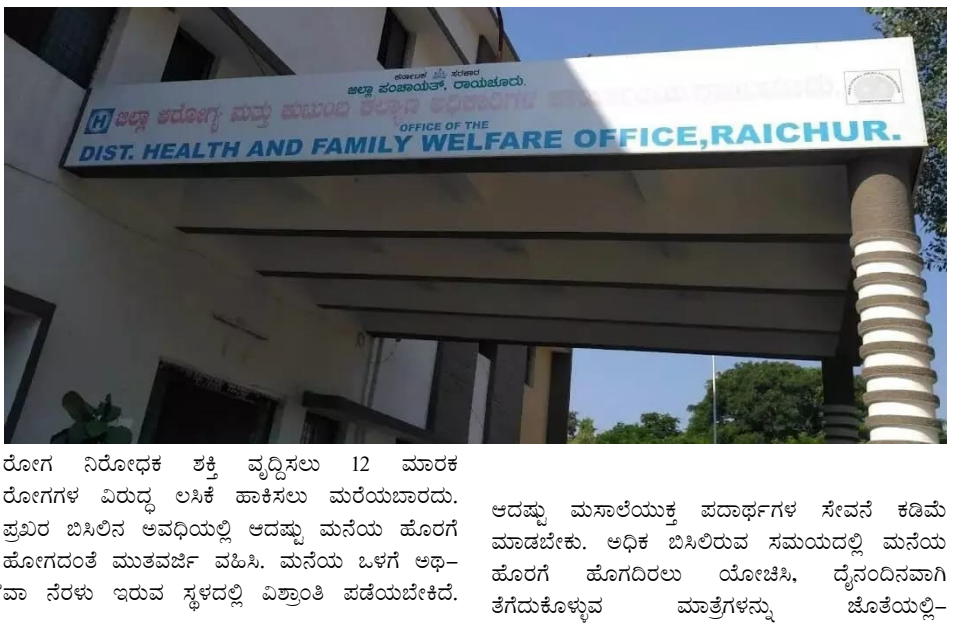 ಕರ್ನಾಟಕ ಸರಕಾರ
ಜಿಲ್ಲಾ ಪಂಚಾಯತ್, ರಾಯಚೂರು.
H ಜಿಲ್ಲಾ ಆರೋಗ್ಯ ಮತ್ತು ಕುಟುಂಬ ಕಲ್ಯಾಣ ಅಧಿಕಾರಿಗಳ
OFFICE OF THE
DIST. HEALTH AND FAMILY WELFARE OFFICE,RAICHUR.
ರೋಗ ನಿರೋಧಕ ಶಕ್ತಿ ವೃದ್ದಿಸಲು 12 ಮಾರಕ
ರೋಗಗಳ ವಿರುದ್ಧ ಲಸಿಕೆ ಹಾಕಿಸಲು ಮರೆಯಬಾರದು.
ಪ್ರಖರ ಬಿಸಿಲಿನ ಅವಧಿಯಲ್ಲಿ ಆದಷ್ಟು ಮನೆಯ ಹೊರಗೆ
ಹೋಗದಂತೆ ಮುತವರ್ಜಿ ವಹಿಸಿ. ಮನೆಯ ಒಳಗೆ ಅಥ–
ವಾ ನೆರಳು ಇರುವ ಸ್ಥಳದಲ್ಲಿ ವಿಶ್ರಾಂತಿ ಪಡೆಯಬೇಕಿದೆ.
ಆದಷ್ಟು ಮಸಾಲೆಯುಕ್ತ ಪದಾರ್ಥಗಳ ಸೇವನೆ ಕಡಿಮೆ
ಮಾಡಬೇಕು. ಅಧಿಕ ಬಿಸಿಲಿರುವ ಸಮಯದಲ್ಲಿ ಮನೆಯ
ಹೊರಗೆ ಹೊಗದಿರಲು ಯೋಚಿಸಿ, ದೈನಂದಿನವಾಗಿ
ತೆಗೆದುಕೊಳ್ಳುವ ಮಾತ್ರೆಗಳನ್ನು ಜೊತೆಯಲ್ಲಿ–